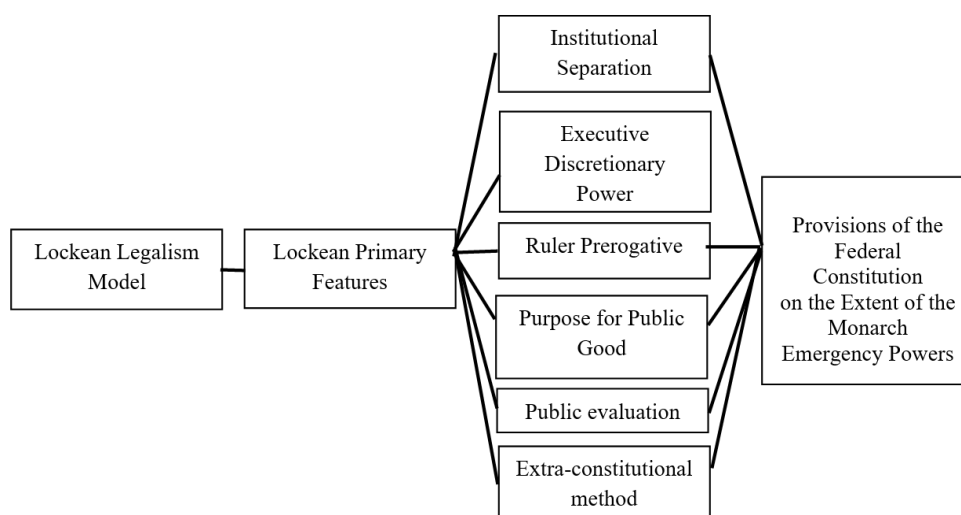 Lockean Legalism
Model
Lockean Primary
Features
Institutional
Separation
Executive
Discretionary
Power
Ruler Prerogative
Purpose for Public
Good
Public evaluation
Extra-constitutional
method
Provisions of the
Federal
Constitution
on the Extent of the
Monarch
Emergency Powers